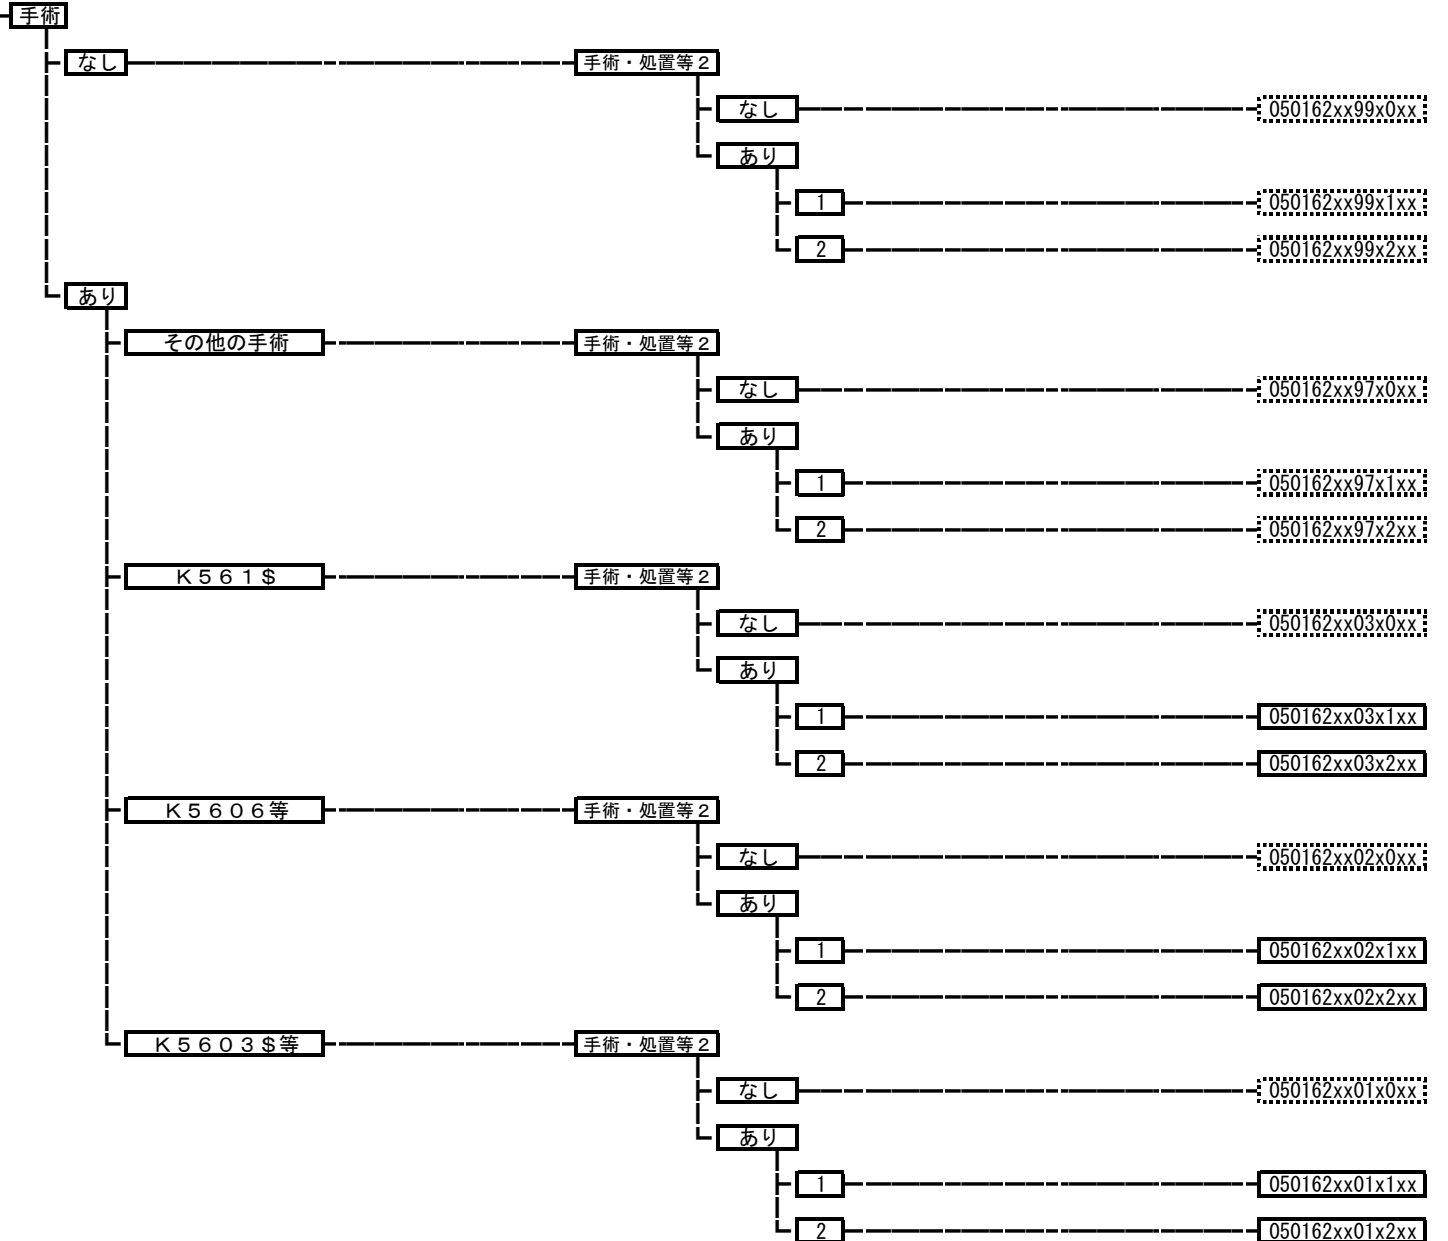 手術
なし 手術・処置等2
なし 050162xx99x0xx
あり
1 050162xx99x1xx
2 050162xx99x2xx
あり
その他の手術 手術・処置等2
なし 050162xx97x0xx
あり
1 050162xx97x1xx
2 050162xx97x2xx
K561$ 手術・処置等2
なし 050162xx03x0xx
あり
1 050162xx03x1xx
2 050162xx03x2xx
K5606等 手術・処置等2
なし 050162xx02x0xx
あり
1 050162xx02x1xx
2 050162xx02x2xx
K5603$等 手術・処置等2
なし 050162xx01x0xx
あり
1 050162xx01x1xx
2 050162xx01x2xx